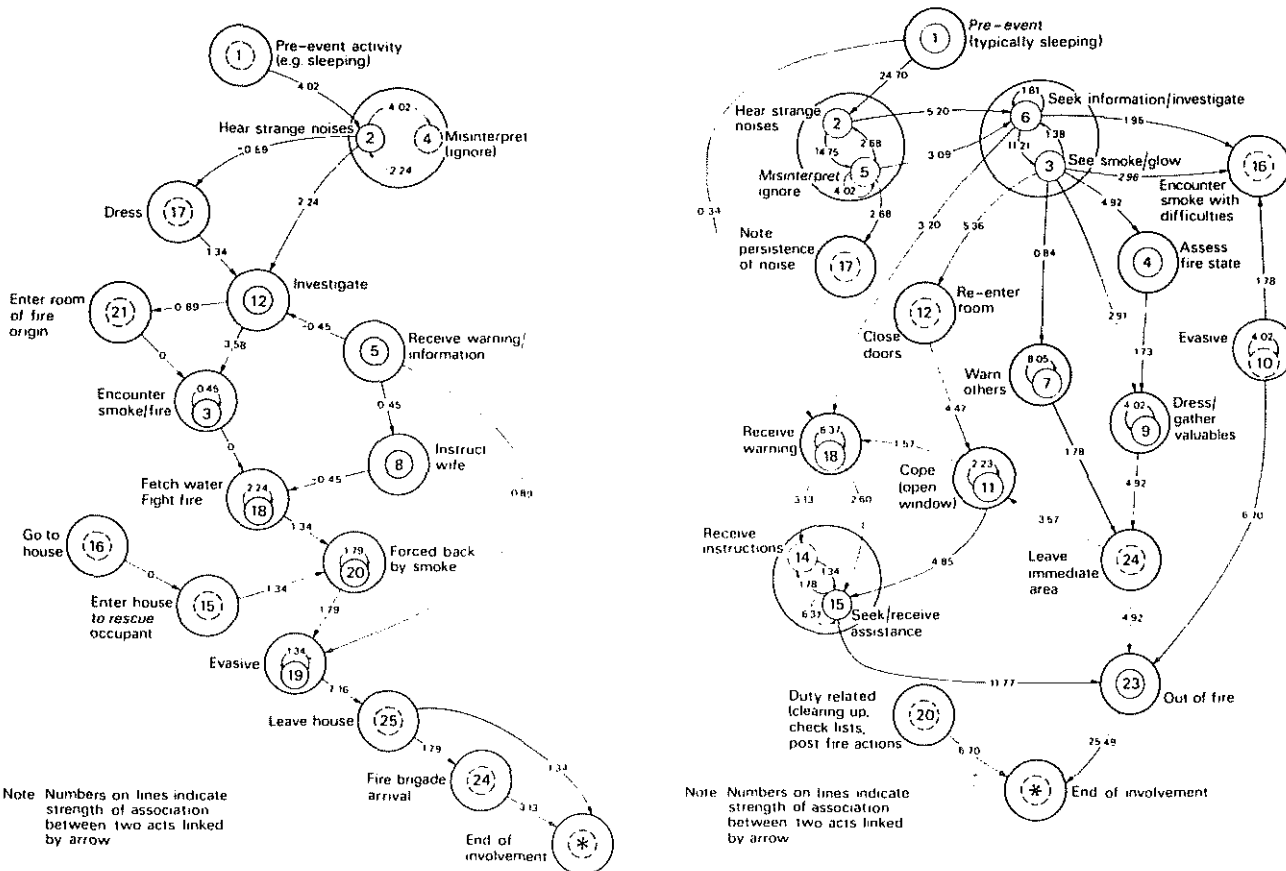 1
Pre-event activity
(e.g. sleeping)
4.02
Hear strange noises
2
4.02
4
Misinterpret
(ignore)
2.24
0.89
Dress
17
2.24
1.34
Investigate
12
Enter room
of fire
origin
21
0.89
0
3.58
0.45
5
Receive warning/
information
Encounter
smoke/fire
0.45
3
0.45
0
8
Instruct
wife
0.45
Fetch water
Fight fire
2.24
18
0.89
1.34
Go to
house
16
1.79
20
Forced back
by smoke
0
1.34
Enter house
to rescue
occupant
15
1.79
Evasive
1.34
19
Leave house
25
1.79
1.34
Fire brigade
arrival
24
3.13
End of
involvement
*
Note Numbers on lines indicate
strength of association
between two acts linked
by arrow
1
Pre-event
(typically sleeping)
24.70
0.34
Hear strange
noises
2
5.20
1.61
6
Seek information/investigate
1.96
14.75
2.68
11.21
1.38
Misinterpret
ignore
5
4.02
3.09
3
See smoke/glow
2.96
16
Encounter
smoke with
difficulties
2.68
Note
persistence
of noise
17
3.20
5.36
0.84
4.92
4
Assess
fire state
2.91
1.78
12
Re-enter
room
Close
doors
1.73
Evasive
4.02
10
Warn
others
8.05
7
4.02
9
Dress/
gather
valuables
4.47
Receive
warning
6.37
18
1.57
Cope
(open
window)
2.23
11
1.78
4.92
3.13
2.60
3.57
6.70
Receive
instructions
14
1.34
1.78
6.37
15
Seek/receive
assistance
4.85
Leave
immediate
area
24
4.92
11.77
23
Out of fire
Duty related
(clearing up,
check lists,
post fire actions
20
6.70
25.49
*
End of involvement
Note Numbers on lines indicate
strength of association
between two acts linked
by arrow